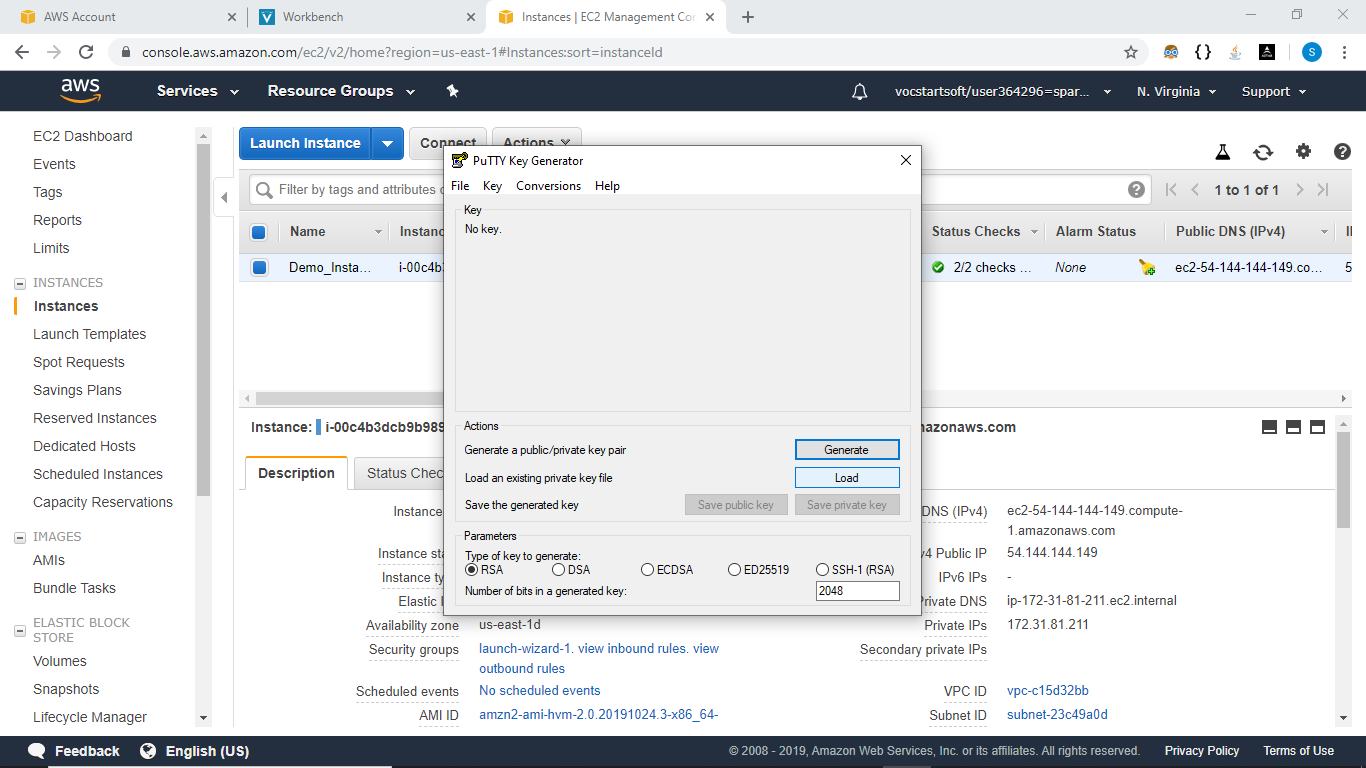 AWS Account
Workbench
Instances | EC2 Management Con
console.aws.amazon.com/ec2/v2/home?region=us-east-1#Instances:sort=instanceId
S
aws
Services
Resource Groups
vocstartsoft/user364296=spar...
N. Virginia
Support
EC2 Dashboard
Events
Tags
Reports
Limits
INSTANCES
Instances
Launch Templates
Spot Requests
Savings Plans
Reserved Instances
Dedicated Hosts
Scheduled Instances
Capacity Reservations
IMAGES
AMIs
Bundle Tasks
ELASTIC BLOCK
STORE
Volumes
Snapshots
Lifecycle Manager
Launch Instance
Connect
Actions
Filter by tags and attributes
1 to 1 of 1
Name
Instanc
Status Checks
Alarm Status
Public DNS (IPv4)
Demo_Insta...
i-00c4b3
2/2 checks ...
None
ec2-54-144-144-149.co...
5
PuTTY Key Generator
File
Key
Conversions
Help
Key
No key.
Actions
Generate a public/private key pair
Generate
Load an existing private key file
Load
Save the generated key
Save public key
Save private key
Parameters
Type of key to generate:
RSA
DSA
ECDSA
ED25519
SSH-1 (RSA)
Number of bits in a generated key:
2048
Instance:
i-00c4b3dcb9b989
nazonaws.com
Description
Status Chec
Instance
Instance sta
Instance ty
Elastic I
Availability zone
us-east-1d
Security groups
launch-wizard-1. view inbound rules. view
outbound rules
Scheduled events
No scheduled events
AMI ID
amzn2-ami-hvm-2.0.20191024.3-x86_64-
DNS (IPv4)
ec2-54-144-144-149.compute-
1.amazonaws.com
v4 Public IP
54.144.144.149
IPv6 IPs
-
Private DNS
ip-172-31-81-211.ec2.internal
Private IPs
172.31.81.211
Secondary private IPs
VPC ID
vpc-c15d32bb
Subnet ID
subnet-23c49a0d
Feedback
English (US)
© 2008 - 2019, Amazon Web Services, Inc. or its affiliates. All rights reserved.
Privacy Policy
Terms of Use